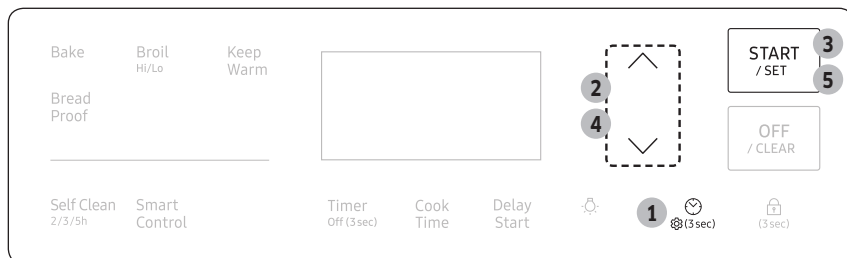 Bake
Broil
Hi/Lo
Keep
Warm
Bread
Proof
2
4
START
/ SET
3
5
OFF
/ CLEAR
Self Clean
2/3/5h
Smart
Control
Timer
Off (3 sec)
Cook
Time
Delay
Start
1
(3 sec)
(3 sec)